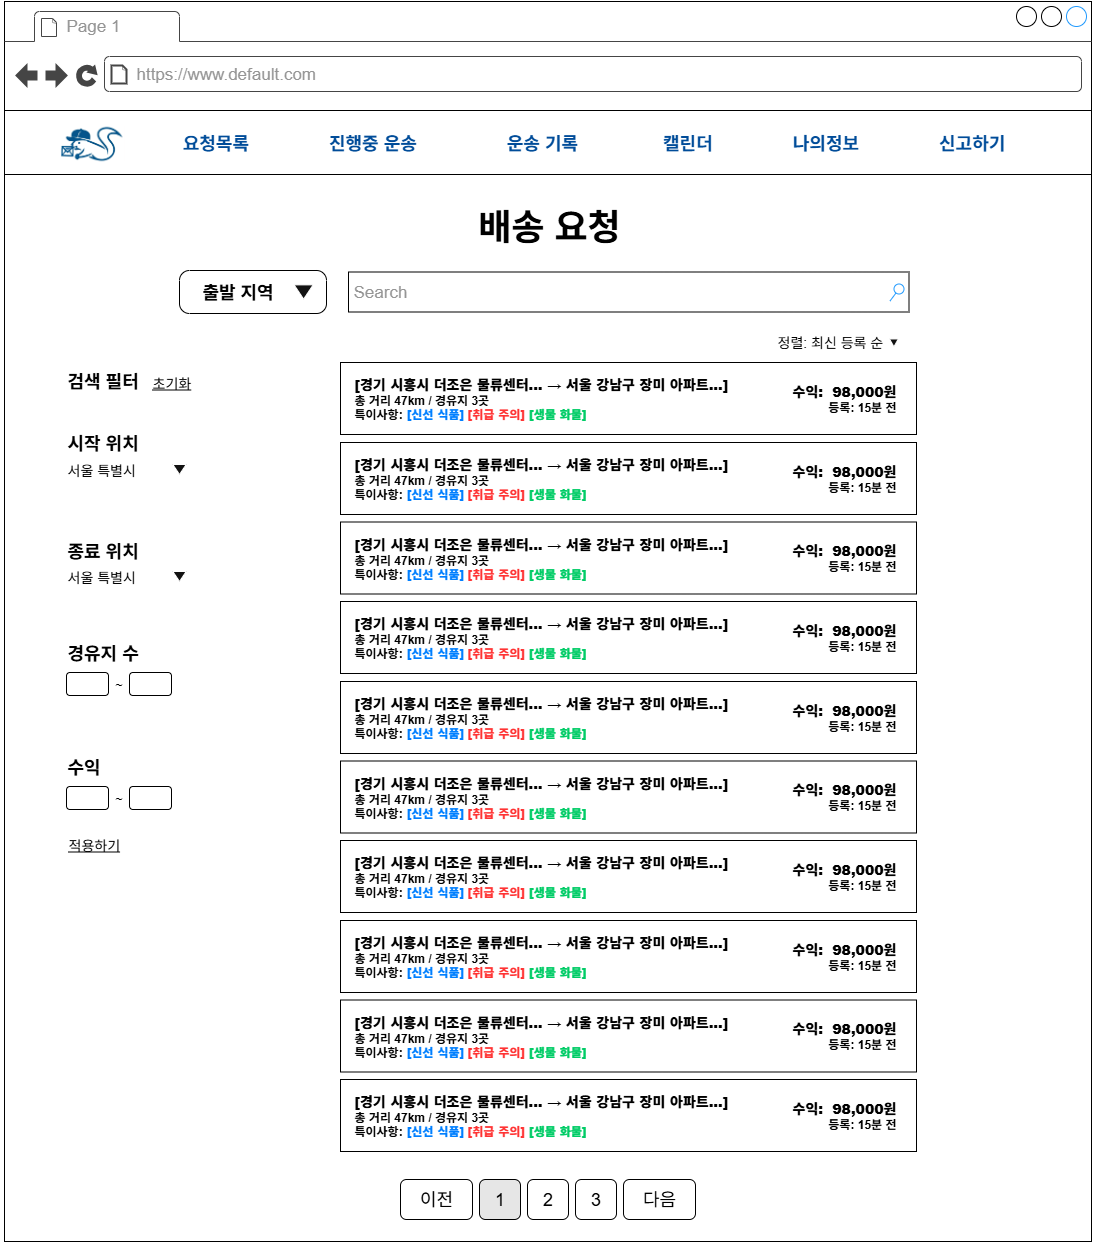 Page 1
https://www.default.com
요청목록 진행중 운송 운송 기록 캘린더 나의정보 신고하기
배송 요청
출발 지역 ▼ Search
정렬: 최신 등록 순 ▼
검색 필터 초기화
시작 위치
서울 특별시 ▼
종료 위치
서울 특별시 ▼
경유지 수
~
수익
~
적용하기
[경기 시흥시 더조은 물류센터... → 서울 강남구 장미 아파트...]
총 거리 47km / 경유지 3곳
특이사항: [신선 식품] [취급 주의] [생물 화물]
수익: 98,000원
등록: 15분 전
[경기 시흥시 더조은 물류센터... → 서울 강남구 장미 아파트...]
총 거리 47km / 경유지 3곳
특이사항: [신선 식품] [취급 주의] [생물 화물]
수익: 98,000원
등록: 15분 전
[경기 시흥시 더조은 물류센터... → 서울 강남구 장미 아파트...]
총 거리 47km / 경유지 3곳
특이사항: [신선 식품] [취급 주의] [생물 화물]
수익: 98,000원
등록: 15분 전
[경기 시흥시 더조은 물류센터... → 서울 강남구 장미 아파트...]
총 거리 47km / 경유지 3곳
특이사항: [신선 식품] [취급 주의] [생물 화물]
수익: 98,000원
등록: 15분 전
[경기 시흥시 더조은 물류센터... → 서울 강남구 장미 아파트...]
총 거리 47km / 경유지 3곳
특이사항: [신선 식품] [취급 주의] [생물 화물]
수익: 98,000원
등록: 15분 전
[경기 시흥시 더조은 물류센터... → 서울 강남구 장미 아파트...]
총 거리 47km / 경유지 3곳
특이사항: [신선 식품] [취급 주의] [생물 화물]
수익: 98,000원
등록: 15분 전
[경기 시흥시 더조은 물류센터... → 서울 강남구 장미 아파트...]
총 거리 47km / 경유지 3곳
특이사항: [신선 식품] [취급 주의] [생물 화물]
수익: 98,000원
등록: 15분 전
[경기 시흥시 더조은 물류센터... → 서울 강남구 장미 아파트...]
총 거리 47km / 경유지 3곳
특이사항: [신선 식품] [취급 주의] [생물 화물]
수익: 98,000원
등록: 15분 전
[경기 시흥시 더조은 물류센터... → 서울 강남구 장미 아파트...]
총 거리 47km / 경유지 3곳
특이사항: [신선 식품] [취급 주의] [생물 화물]
수익: 98,000원
등록: 15분 전
[경기 시흥시 더조은 물류센터... → 서울 강남구 장미 아파트...]
총 거리 47km / 경유지 3곳
특이사항: [신선 식품] [취급 주의] [생물 화물]
수익: 98,000원
등록: 15분 전
이전 1 2 3 다음